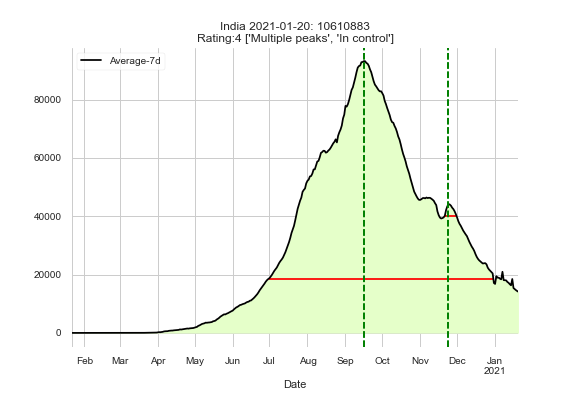 India 2021-01-20: 10610883
Rating:4 ['Multiple peaks', 'In control']
Average-7d
80000
60000
40000
20000
0
Feb Mar Apr May Jun Jul Aug Sep Oct Nov Dec Jan
2021
Date